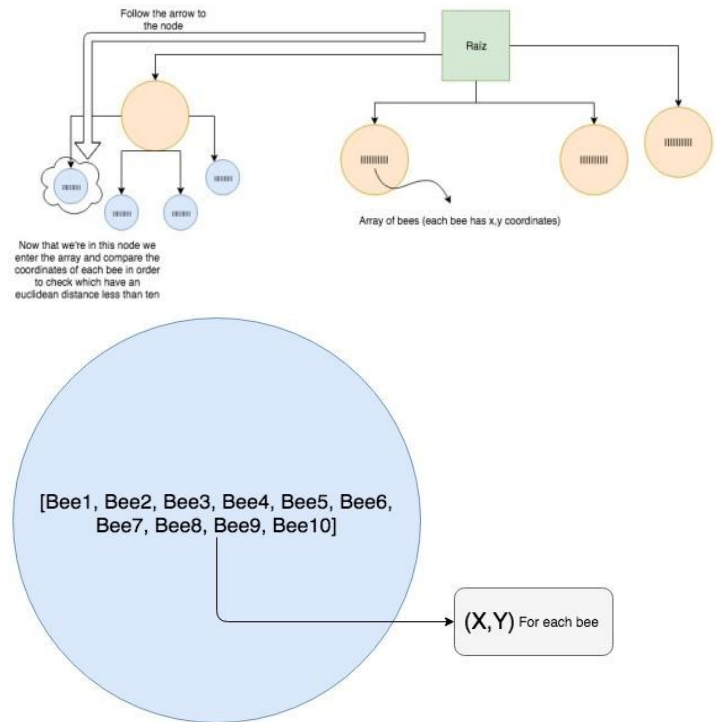 Follow the arrow to
the node
Raíz
Array of bees (each bee has x,y coordinates)
Now that we're in this node we
enter the array and compare the
coordinates of each bee in order
to check which have an
euclidean distance less than ten
[Bee1, Bee2, Bee3, Bee4, Bee5, Bee6,
Bee7, Bee8, Bee9, Bee10]
(X,Y) For each bee